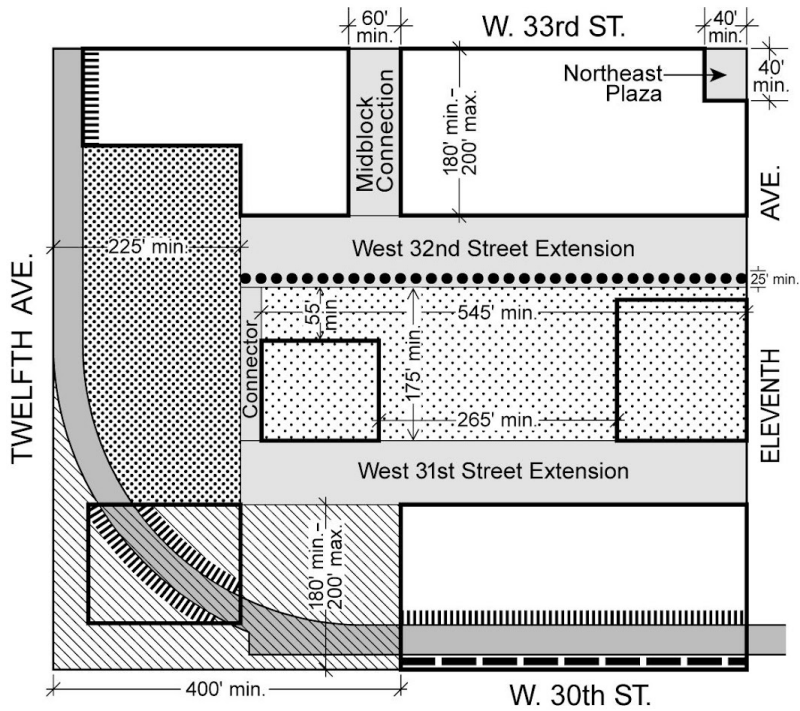 60'
min.
W. 33rd ST.
40'
min.
Northeast
Plaza
40'
min.
Midblock
Connection
180' min.-
200' max.
AVE.
225' min.
West 32nd Street Extension
25' min.
TWELFTH AVE.
55'
min.
545' min.
Connector
175' min.
265' min.
ELEVENTH
West 31st Street Extension
180' min.-
200' max.
400' min.
W. 30th ST.